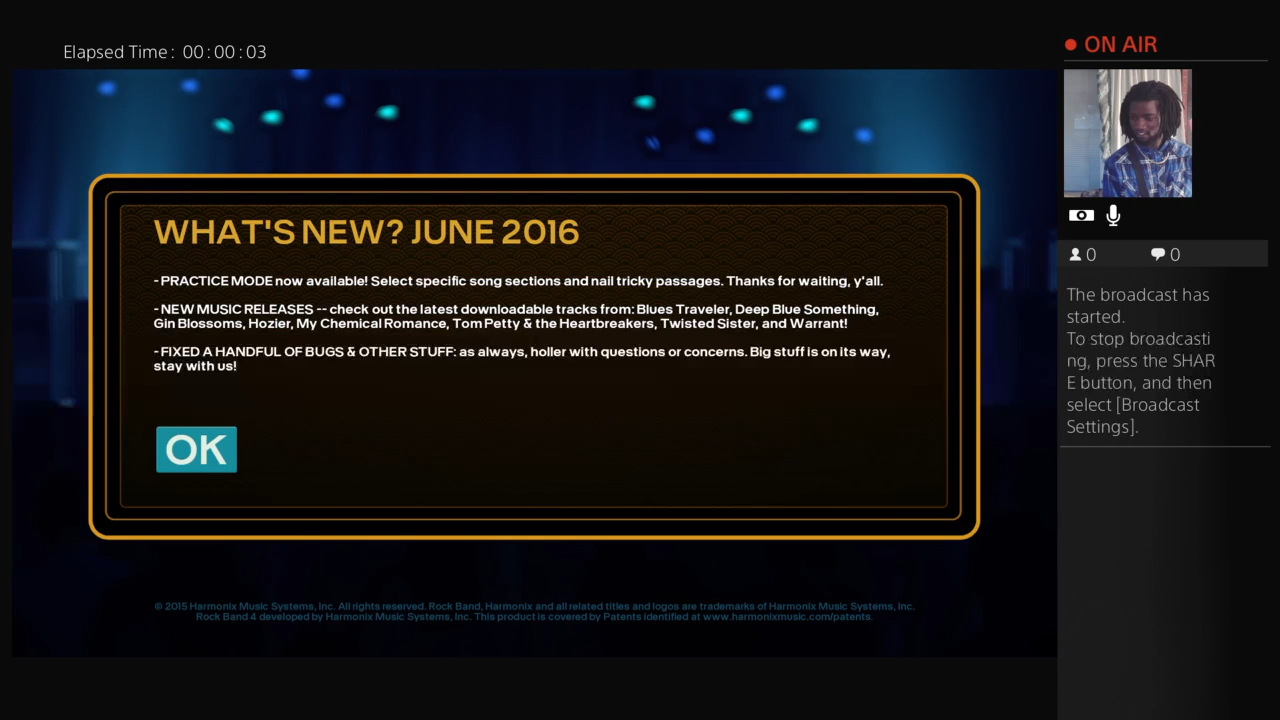 Elapsed Time: 00:00:03
ON AIR
0 0
The broadcast has
started.
To stop broadcasti
ng, press the SHAR
E button, and then
select [Broadcast
Settings].
WHAT'S NEW? JUNE 2016
- PRACTICE MODE now available! Select specific song sections and nail tricky passages. Thanks for waiting, y'all.
- NEW MUSIC RELEASES -- check out the latest downloadable tracks from: Blues Traveler, Deep Blue Something,
Gin Blossoms, Hozier, My Chemical Romance, Tom Petty & the Heartbreakers, Twisted Sister, and Warrant!
- FIXED A HANDFUL OF BUGS & OTHER STUFF: as always, holler with questions or concerns. Big stuff is on its way,
stay with us!
OK
© 2015 Harmonix Music Systems, Inc. All rights reserved. Rock Band, Harmonix and all related titles and logos are trademarks of Harmonix Music Systems, Inc.
Rock Band 4 developed by Harmonix Music Systems, Inc. This product is covered by Patents identified at www.harmonixmusic.com/patents.